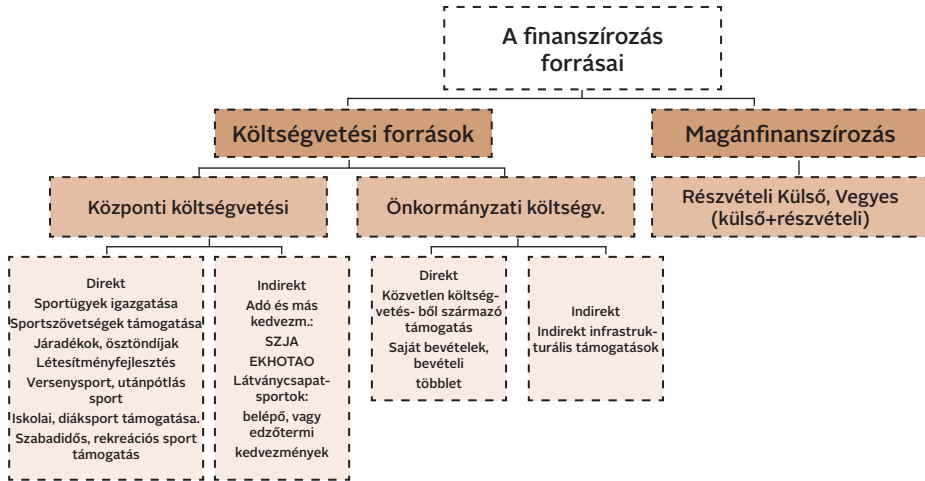 A finanszírozás
forrásai
Költségvetési források
Magánfinanszírozás
Központi költségvetési
Önkormányzati költségv.
Részvételi Külső, Vegyes
(külső+részvételi)
Direkt
Sportügyek igazgatása
Sportszövetségek támogatása
Járadékok, ösztöndíjak
Létesítményfejlesztés
Versenysport, utánpótlás
sport
Iskolai, diáksport támogatása.
Szabadidős, rekreációs sport
támogatás
Indirekt
Adó és más
kedvezm.:
SZJA
EKHOTAO
Látványcsapat-
sportok:
belépő, vagy
edzőtermi
kedvezmények
Direkt
Közvetlen költség-
vetés- ből származó
támogatás
Saját bevételek,
bevételi
többlet
Indirekt
Indirekt infrastruk-
turális támogatások